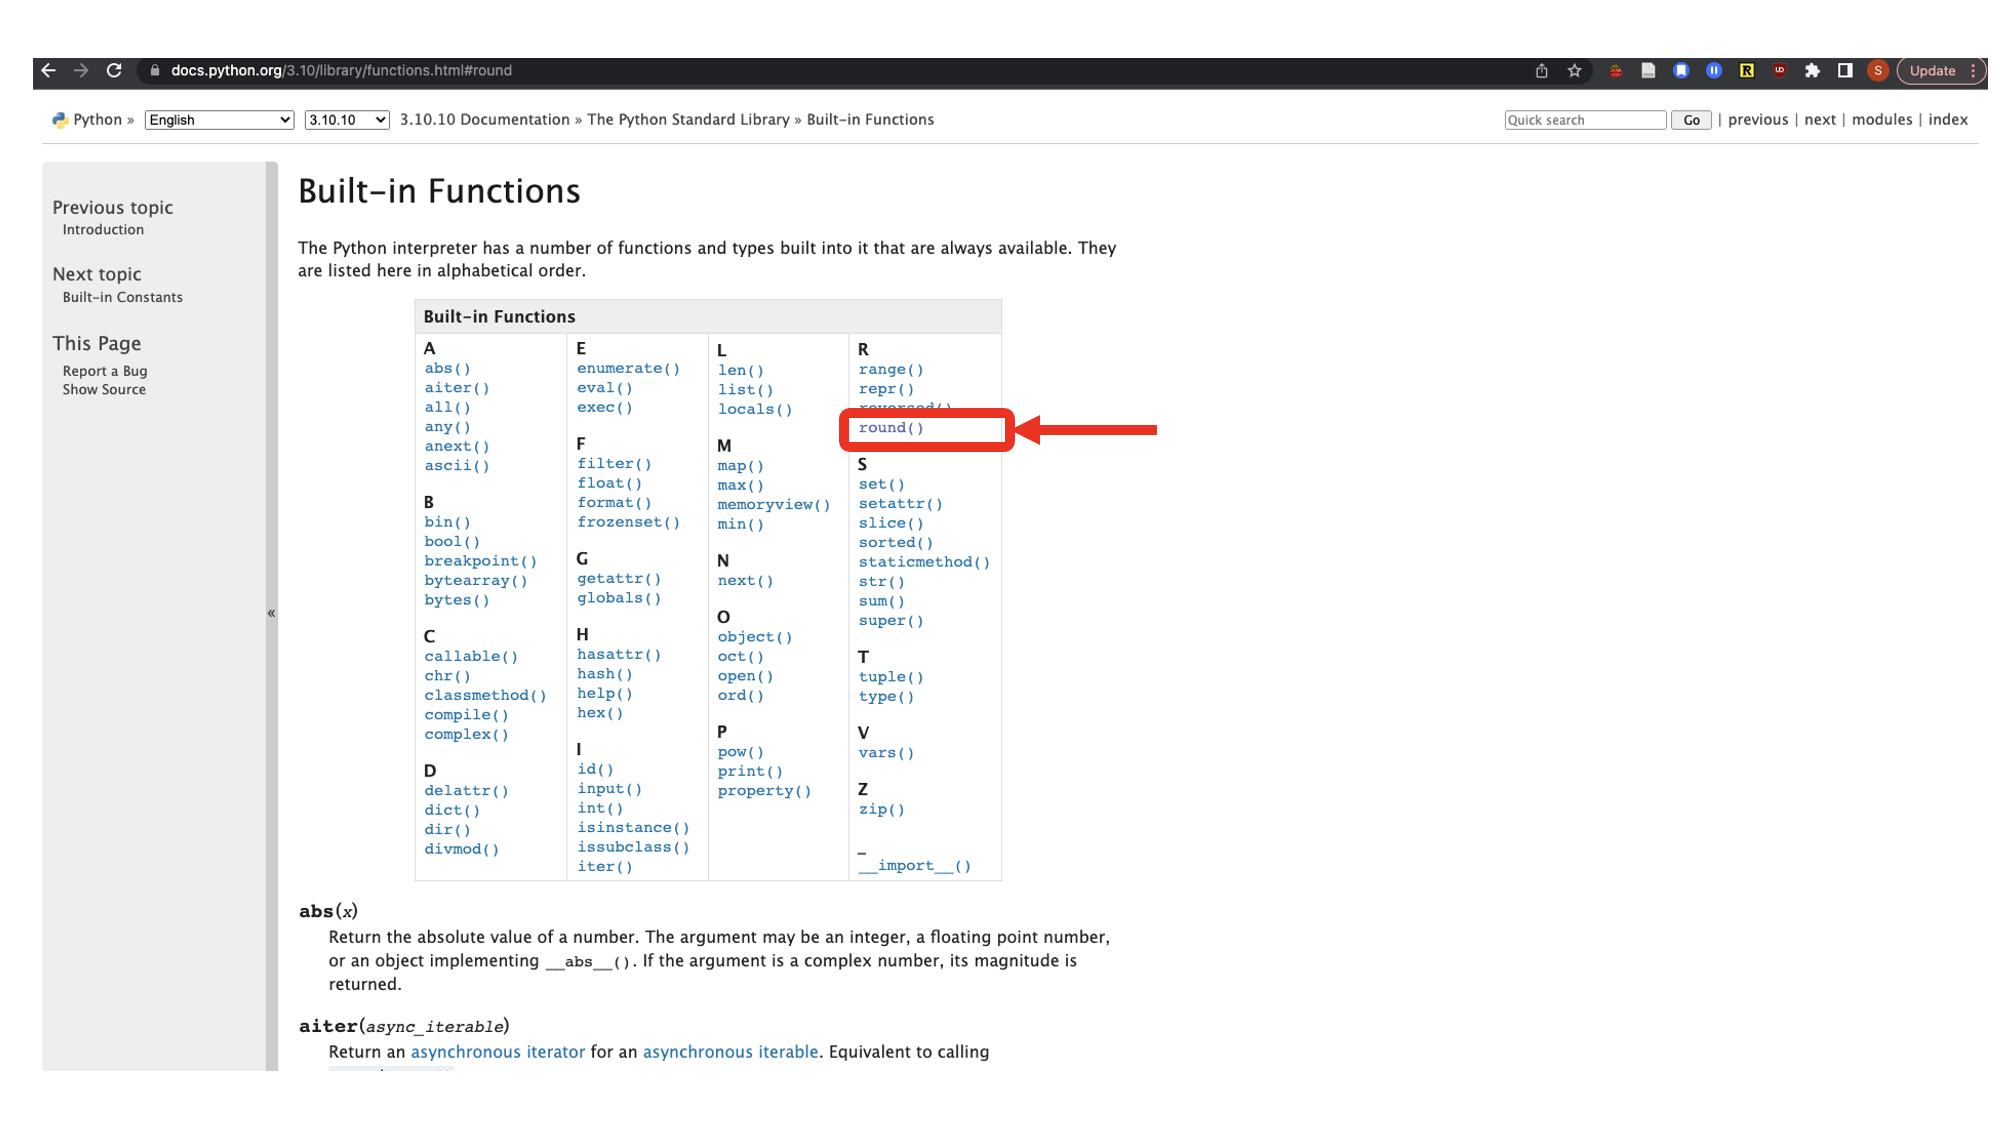 docs.python.org/3.10/library/functions.html#round
R
UD
S
Update
Python »
English
3.10.10
3.10.10 Documentation » The Python Standard Library » Built-in Functions
Quick search
Go
| previous | next | modules | index
Previous topic
Introduction
Next topic
Built-in Constants
This Page
Report a Bug
Show Source
«
Built-in Functions
The Python interpreter has a number of functions and types built into it that are always available. They
are listed here in alphabetical order.
Built-in Functions
A
abs()
aiter()
all()
any()
anext()
ascii()
B
bin()
bool()
breakpoint()
bytearray()
bytes()
C
callable()
chr()
classmethod()
compile()
complex()
D
delattr()
dict()
dir()
divmod()
E
enumerate()
eval()
exec()
F
filter()
float()
format()
frozenset()
G
getattr()
globals()
H
hasattr()
hash()
help()
hex()
I
id()
input()
int()
isinstance()
issubclass()
iter()
L
len()
list()
locals()
M
map()
max()
memoryview()
min()
N
next()
O
object()
oct()
open()
ord()
P
pow()
print()
property()
R
range()
repr()
reversed()
round()
S
set()
setattr()
slice()
sorted()
staticmethod()
str()
sum()
super()
T
tuple()
type()
V
vars()
Z
zip()
_
__import__()
abs(x)
Return the absolute value of a number. The argument may be an integer, a floating point number,
or an object implementing __abs__(). If the argument is a complex number, its magnitude is
returned.
aiter(async_iterable)
Return an asynchronous iterator for an asynchronous iterable. Equivalent to calling